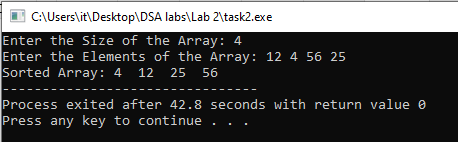 C:\Users\it\Desktop\DSA labs\Lab 2\task2.exe
Enter the Size of the Array: 4
Enter the Elements of the Array: 12 4 56 25
Sorted Array: 4  12  25  56
--------------------------------
Process exited after 42.8 seconds with return value 0
Press any key to continue . . .